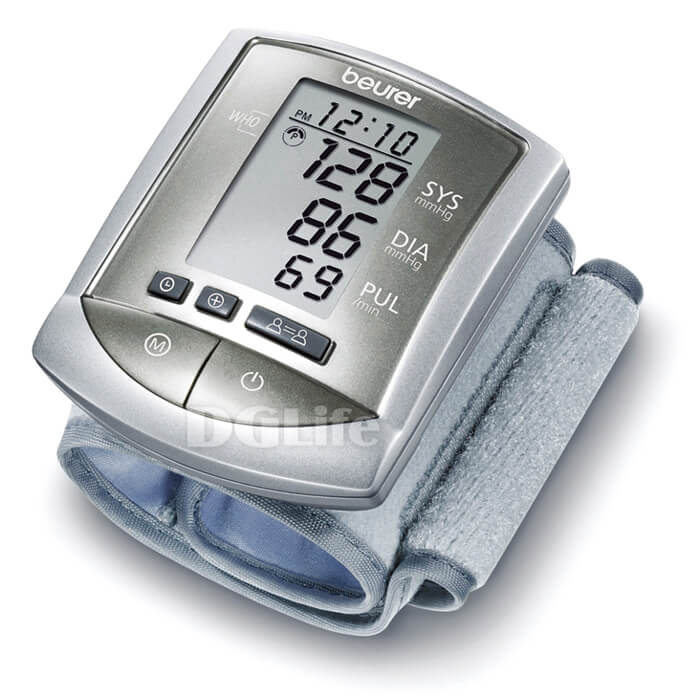 beurer
WHO
PM 12:10
P
128 SYS mmHg
86 DIA mmHg
69 PUL /min
M
DGLife